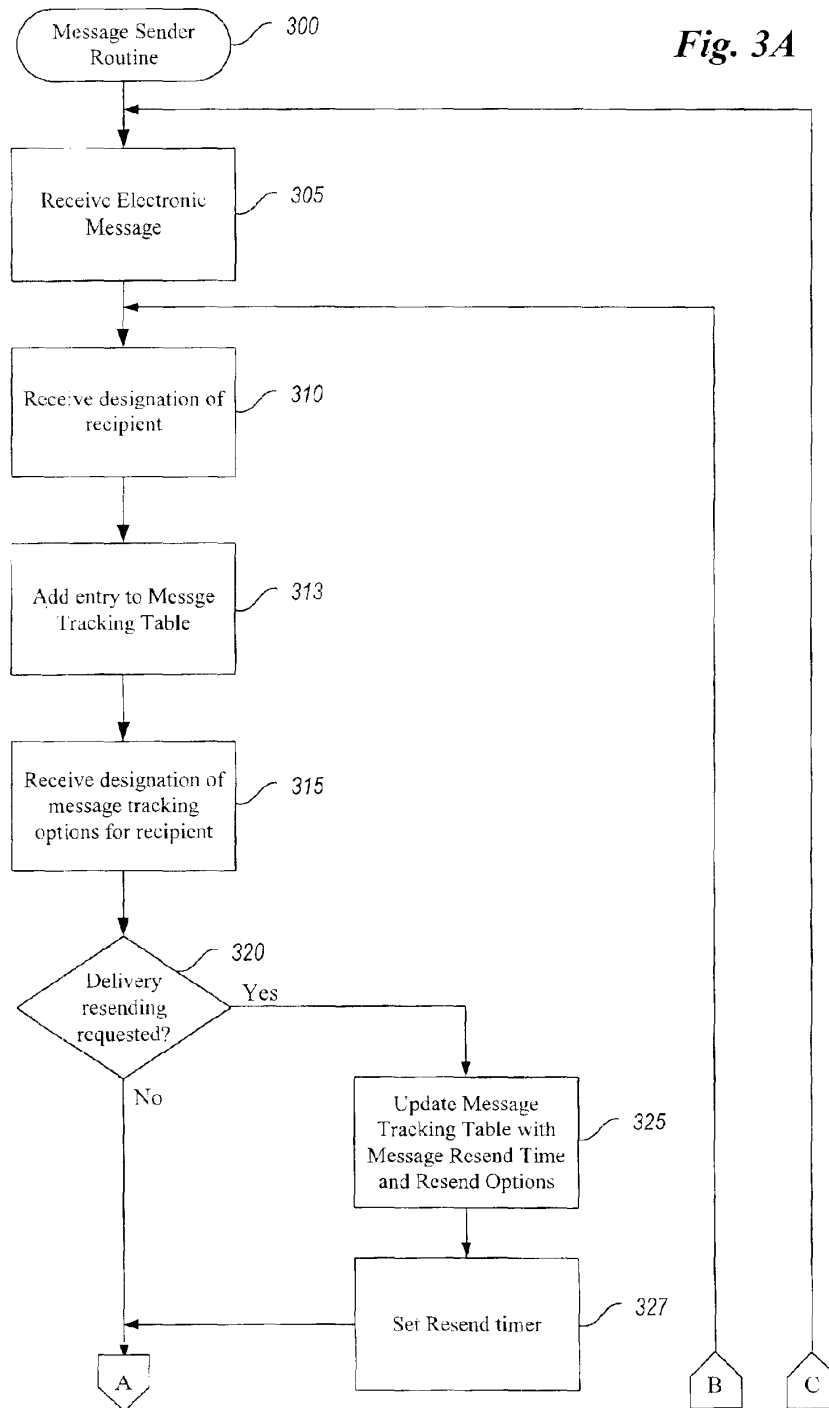 Message Sender
Routine
300
Fig. 3A
Receive Electronic
Message
305
Receive designation of
recipient
310
Add entry to Messge
Tracking Table
313
Receive designation of
message tracking
options for recipient
315
320
Delivery
resending
requested?
Yes
No
Update Message
Tracking Table with
Message Resend Time
and Resend Options
325
Set Resend timer
327
A
B
C